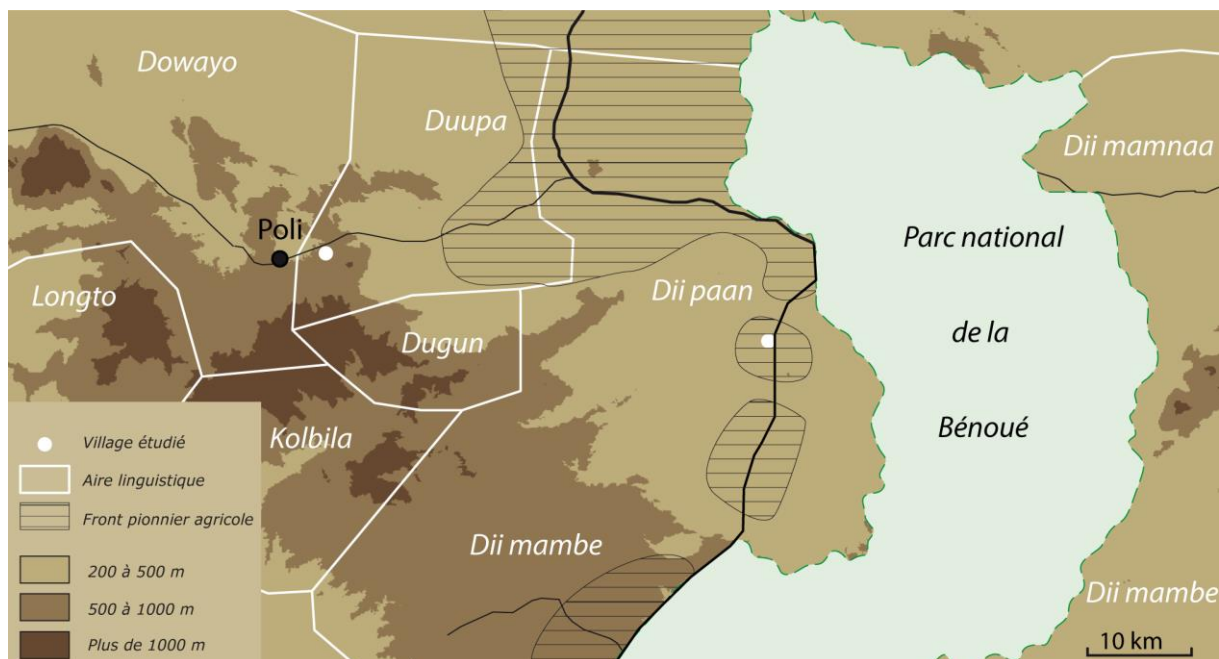 Dowayo
Duupa
Dii mamnaa
Poli
Parc national
de la
Bénoué
Longto
Dii paan
Dugun
Kolbila
Dii mambe
Dii mambe
10 km
Village étudié
Aire linguistique
Front pionnier agricole
200 à 500 m
500 à 1000 m
Plus de 1000 m